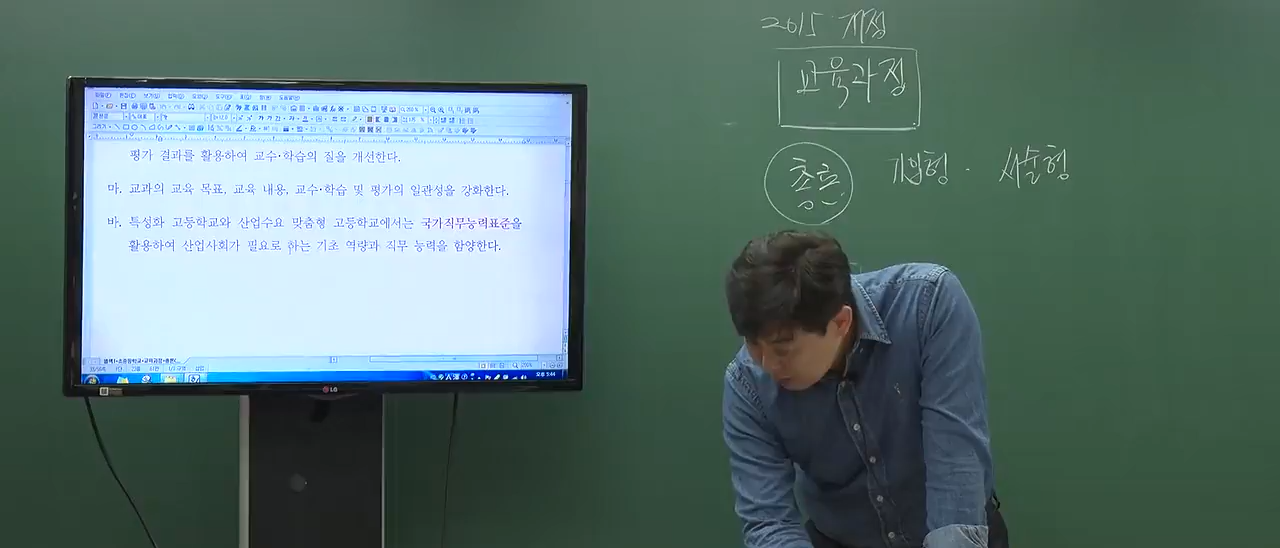 평가 결과를 활용하여 교수·학습의 질을 개선한다.
마. 교과의 교육 목표, 교육 내용, 교수·학습 및 평가의 일관성을 강화한다.
바. 특성화 고등학교와 산업수요 맞춤형 고등학교에서는 국가직무능력표준을
활용하여 산업사회가 필요로 하는 기초 역량과 직무 능력을 함양한다.
오후 5:44
LG
2015 개정
교육과정
총론
기입형 · 서술형